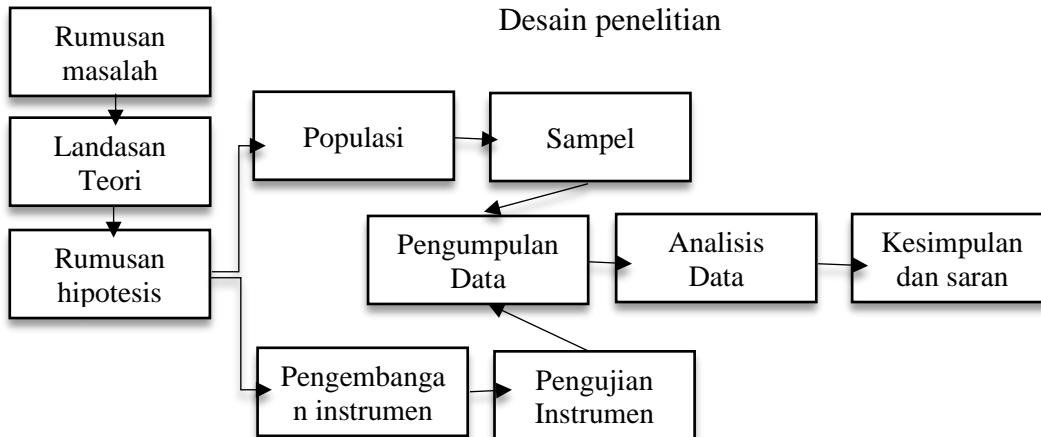 Desain penelitian
Rumusan
masalah
Landasan
Teori
Rumusan
hipotesis
Populasi
Sampel
Pengumpulan
Data
Analisis
Data
Kesimpulan
dan saran
Pengembanga
n instrumen
Pengujian
Instrumen